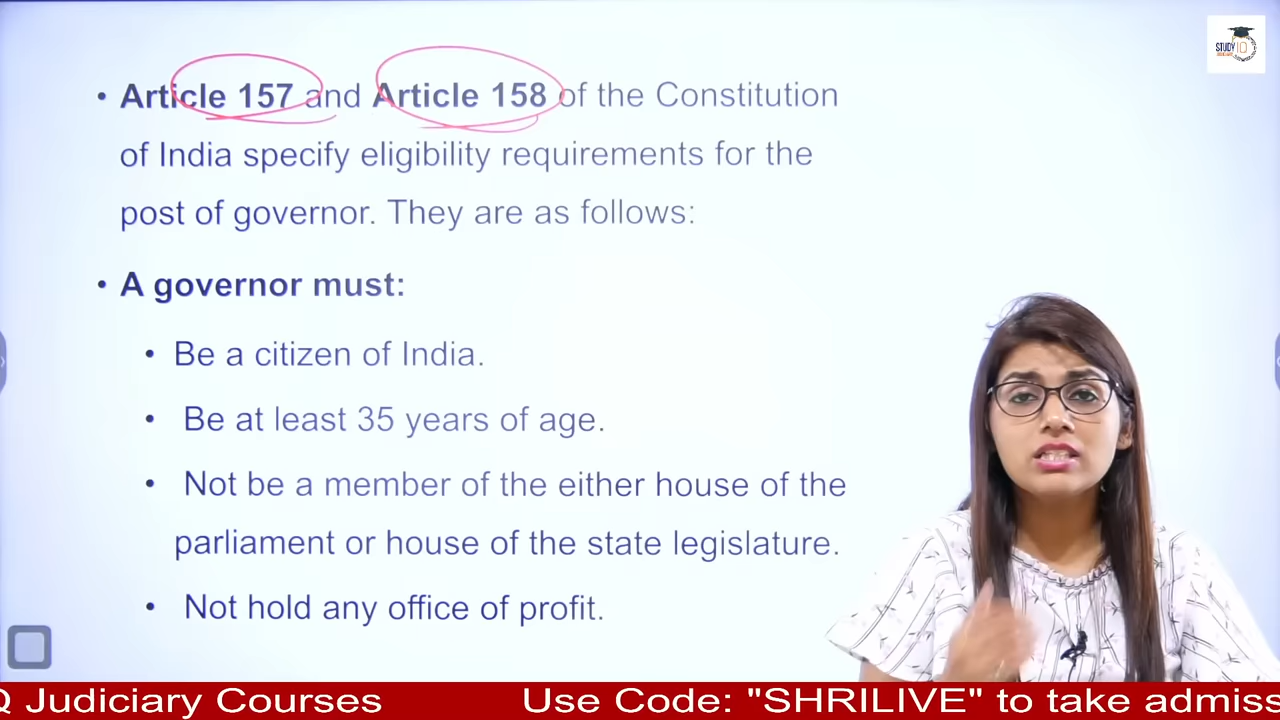 STUDY IQ
• Article 157 and Article 158 of the Constitution
of India specify eligibility requirements for the
post of governor. They are as follows:
• A governor must:
• Be a citizen of India.
• Be at least 35 years of age.
• Not be a member of the either house of the
parliament or house of the state legislature.
• Not hold any office of profit.
Q Judiciary Courses Use Code: "SHRILIVE" to take admiss